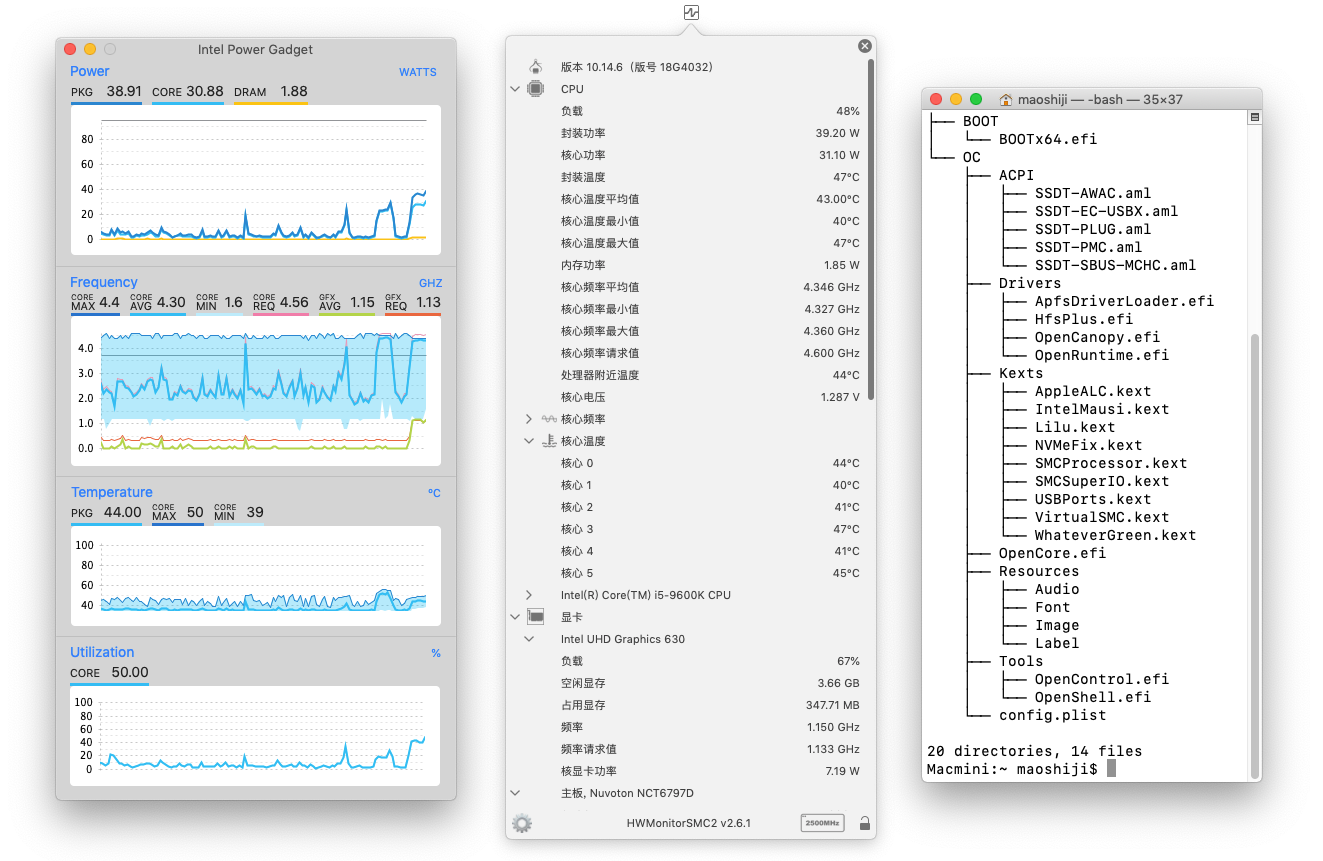 Intel Power Gadget
Power WATTS
PKG 38.91 CORE 30.88 DRAM 1.88
80
60
40
20
0
Frequency GHZ
CORE MAX 4.4 CORE AVG 4.30 CORE MIN 1.6 CORE REQ 4.56 GFX AVG 1.15 GFX REQ 1.13
4.0
3.0
2.0
1.0
0.0
Temperature °C
PKG 44.00 CORE MAX 50 CORE MIN 39
100
80
60
40
Utilization %
CORE 50.00
100
80
60
40
20
0
版本 10.14.6（版号 18G4032）
CPU
负载 48%
封装功率 39.20 W
核心功率 31.10 W
封装温度 47°C
核心温度平均值 43.00°C
核心温度最小值 40°C
核心温度最大值 47°C
内存功率 1.85 W
核心频率平均值 4.346 GHz
核心频率最小值 4.327 GHz
核心频率最大值 4.360 GHz
核心频率请求值 4.600 GHz
处理器附近温度 44°C
核心电压 1.287 V
核心频率
核心温度
核心 0 44°C
核心 1 40°C
核心 2 41°C
核心 3 47°C
核心 4 41°C
核心 5 45°C
Intel(R) Core(TM) i5-9600K CPU
显卡
Intel UHD Graphics 630
负载 67%
空闲显存 3.66 GB
占用显存 347.71 MB
频率 1.150 GHz
频率请求值 1.133 GHz
核显卡功率 7.19 W
主板, Nuvoton NCT6797D
HWMonitorSMC2 v2.6.1 2500MHz
maoshiji — -bash — 35×37
├── BOOT
│   └── BOOTx64.efi
└── OC
    ├── ACPI
    │   ├── SSDT-AWAC.aml
    │   ├── SSDT-EC-USBX.aml
    │   ├── SSDT-PLUG.aml
    │   ├── SSDT-PMC.aml
    │   └── SSDT-SBUS-MCHC.aml
    ├── Drivers
    │   ├── ApfsDriverLoader.efi
    │   ├── HfsPlus.efi
    │   ├── OpenCanopy.efi
    │   └── OpenRuntime.efi
    ├── Kexts
    │   ├── AppleALC.kext
    │   ├── IntelMausi.kext
    │   ├── Lilu.kext
    │   ├── NVMeFix.kext
    │   ├── SMCProcessor.kext
    │   ├── SMCSuperIO.kext
    │   ├── USBPorts.kext
    │   ├── VirtualSMC.kext
    │   └── WhateverGreen.kext
    ├── OpenCore.efi
    ├── Resources
    │   ├── Audio
    │   ├── Font
    │   ├── Image
    │   └── Label
    ├── Tools
    │   ├── OpenControl.efi
    │   └── OpenShell.efi
    └── config.plist
20 directories, 14 files
Macmini:~ maoshiji$